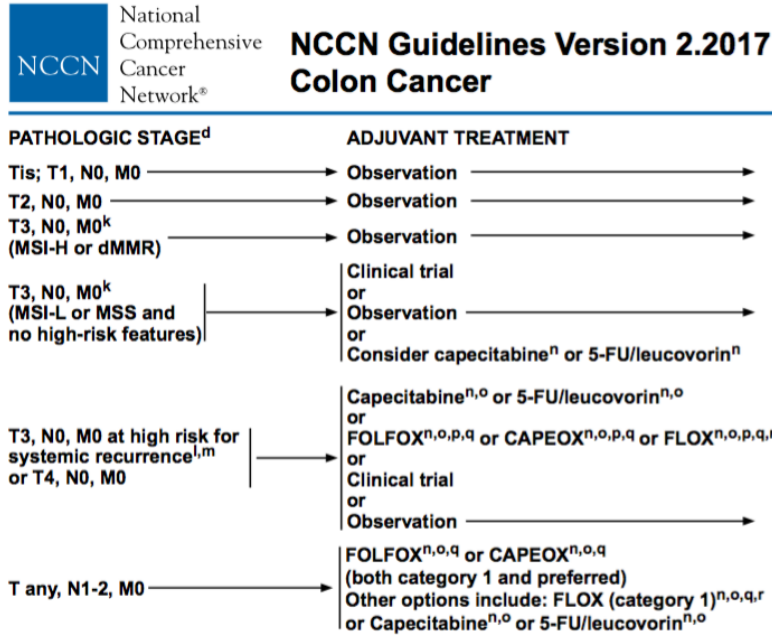 NCCN
National
Comprehensive
Cancer
Network®
NCCN Guidelines Version 2.2017
Colon Cancer
PATHOLOGIC STAGEᵈ
ADJUVANT TREATMENT
Tis; T1, N0, M0
Observation
T2, N0, M0
Observation
T3, N0, M0ᵏ
(MSI-H or dMMR)
Observation
T3, N0, M0ᵏ
(MSI-L or MSS and
no high-risk features)
Clinical trial
or
Observation
or
Consider capecitabineⁿ or 5-FU/leucovorinⁿ
T3, N0, M0 at high risk for
systemic recurrenceˡ,ᵐ
or T4, N0, M0
Capecitabineⁿ,ᵒ or 5-FU/leucovorinⁿ,ᵒ
or
FOLFOXⁿ,ᵒ,ᵖ,q or CAPEOXⁿ,ᵒ,ᵖ,q or FLOXⁿ,ᵒ,ᵖ,q,
or
Clinical trial
or
Observation
T any, N1-2, M0
FOLFOXⁿ,ᵒ,q or CAPEOXⁿ,ᵒ,q
(both category 1 and preferred)
Other options include: FLOX (category 1)ⁿ,ᵒ,q,ʳ
or Capecitabineⁿ,ᵒ or 5-FU/leucovorinⁿ,ᵒ